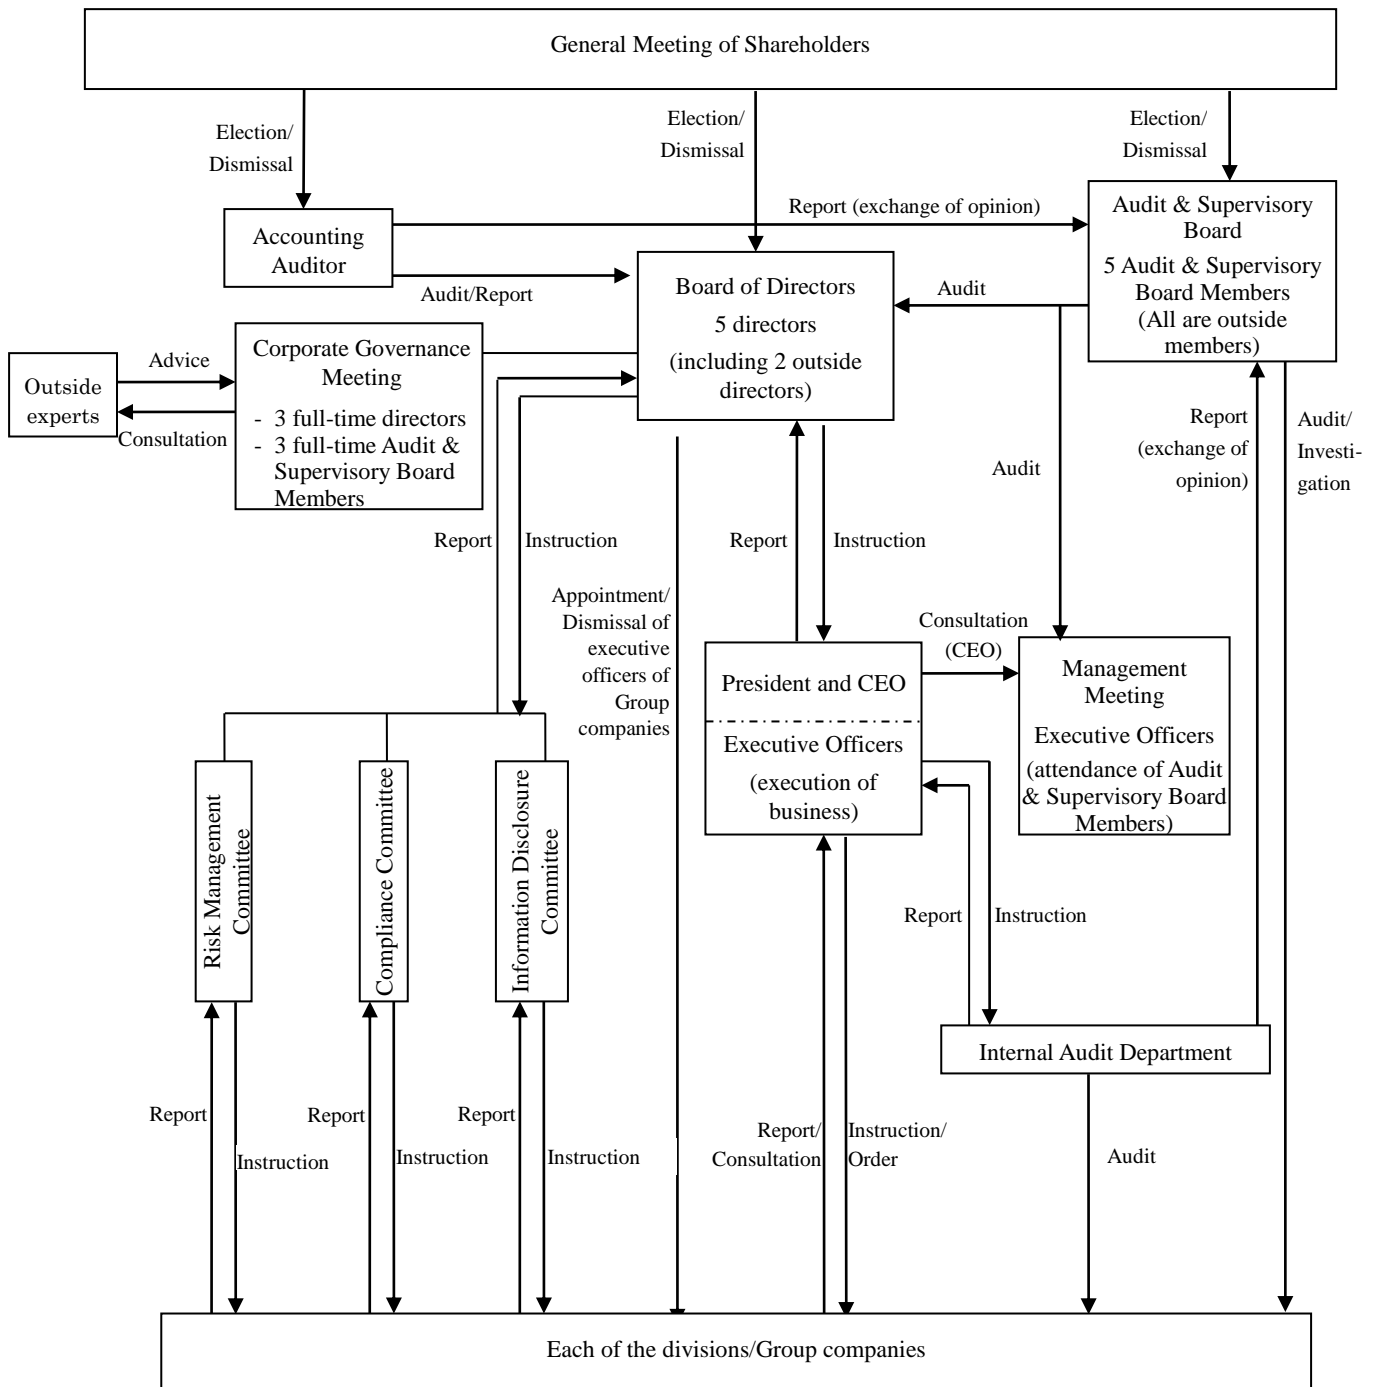 General Meeting of Shareholders
Election/
Dismissal
Election/
Dismissal
Election/
Dismissal
Accounting
Auditor
Report (exchange of opinion)
Audit & Supervisory
Board
5 Audit & Supervisory
Board Members
(All are outside
members)
Audit/Report
Board of Directors
5 directors
(including 2 outside
directors)
Audit
Outside
experts
Advice
Consultation
Corporate Governance
Meeting
- 3 full-time directors
- 3 full-time Audit &
Supervisory Board
Members
Audit
Report
(exchange of
opinion)
Audit/
Investi-
gation
Report
Instruction
Appointment/
Dismissal of
executive
officers of
Group
companies
Report
Instruction
Consultation
(CEO)
President and CEO
Executive Officers
(execution of
business)
Management
Meeting
Executive Officers
(attendance of Audit
& Supervisory Board
Members)
Risk Management
Committee
Compliance Committee
Information Disclosure
Committee
Report
Instruction
Internal Audit Department
Report
Instruction
Report
Instruction
Report
Instruction
Report/
Consultation
Instruction/
Order
Audit
Each of the divisions/Group companies